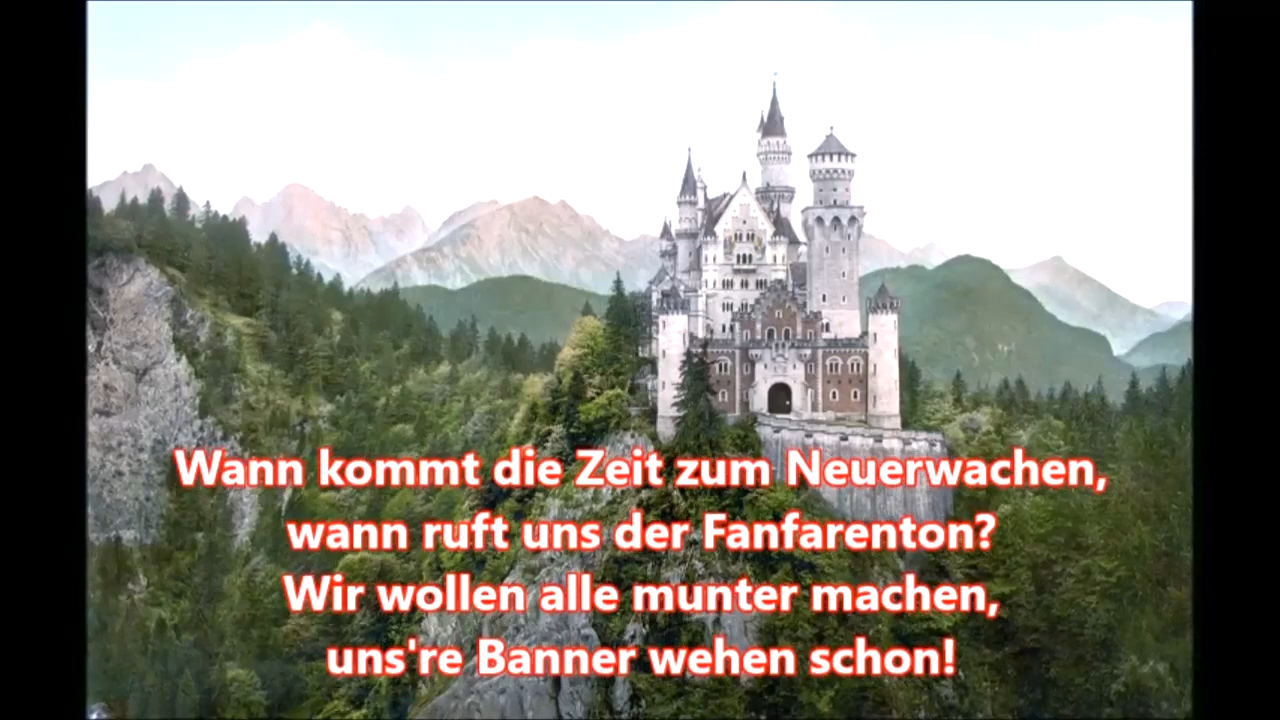 Wann kommt die Zeit zum Neuerwachen,
wann ruft uns der Fanfarenton?
Wir wollen alle munter machen,
uns're Banner wehen schon!